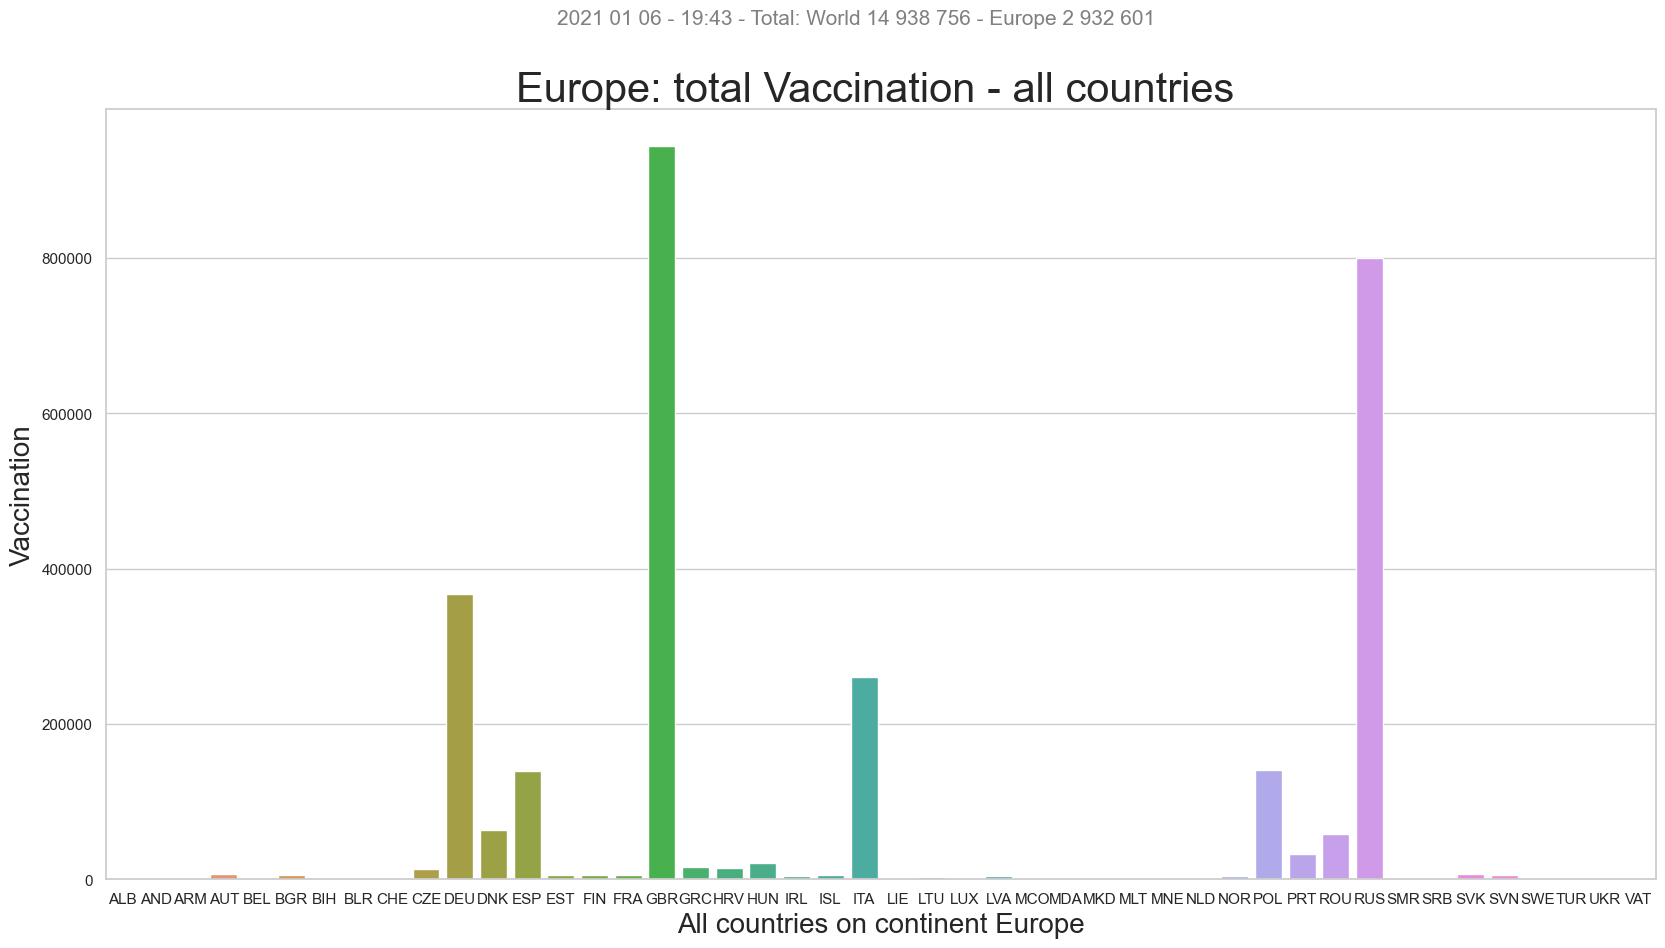 2021 01 06 - 19:43 - Total: World 14 938 756 - Europe 2 932 601
Europe: total Vaccination - all countries
Vaccination
800000
600000
400000
200000
0
ALB AND ARM AUT BEL BGR BIH BLR CHE CZE DEU DNK ESP EST FIN FRA GBR GRC HRV HUN IRL ISL ITA LIE LTU LUX LVA MCO MDA MKD MLT MNE NLD NOR POL PRT ROU RUS SMR SRB SVK SVN SWE TUR UKR VAT
All countries on continent Europe